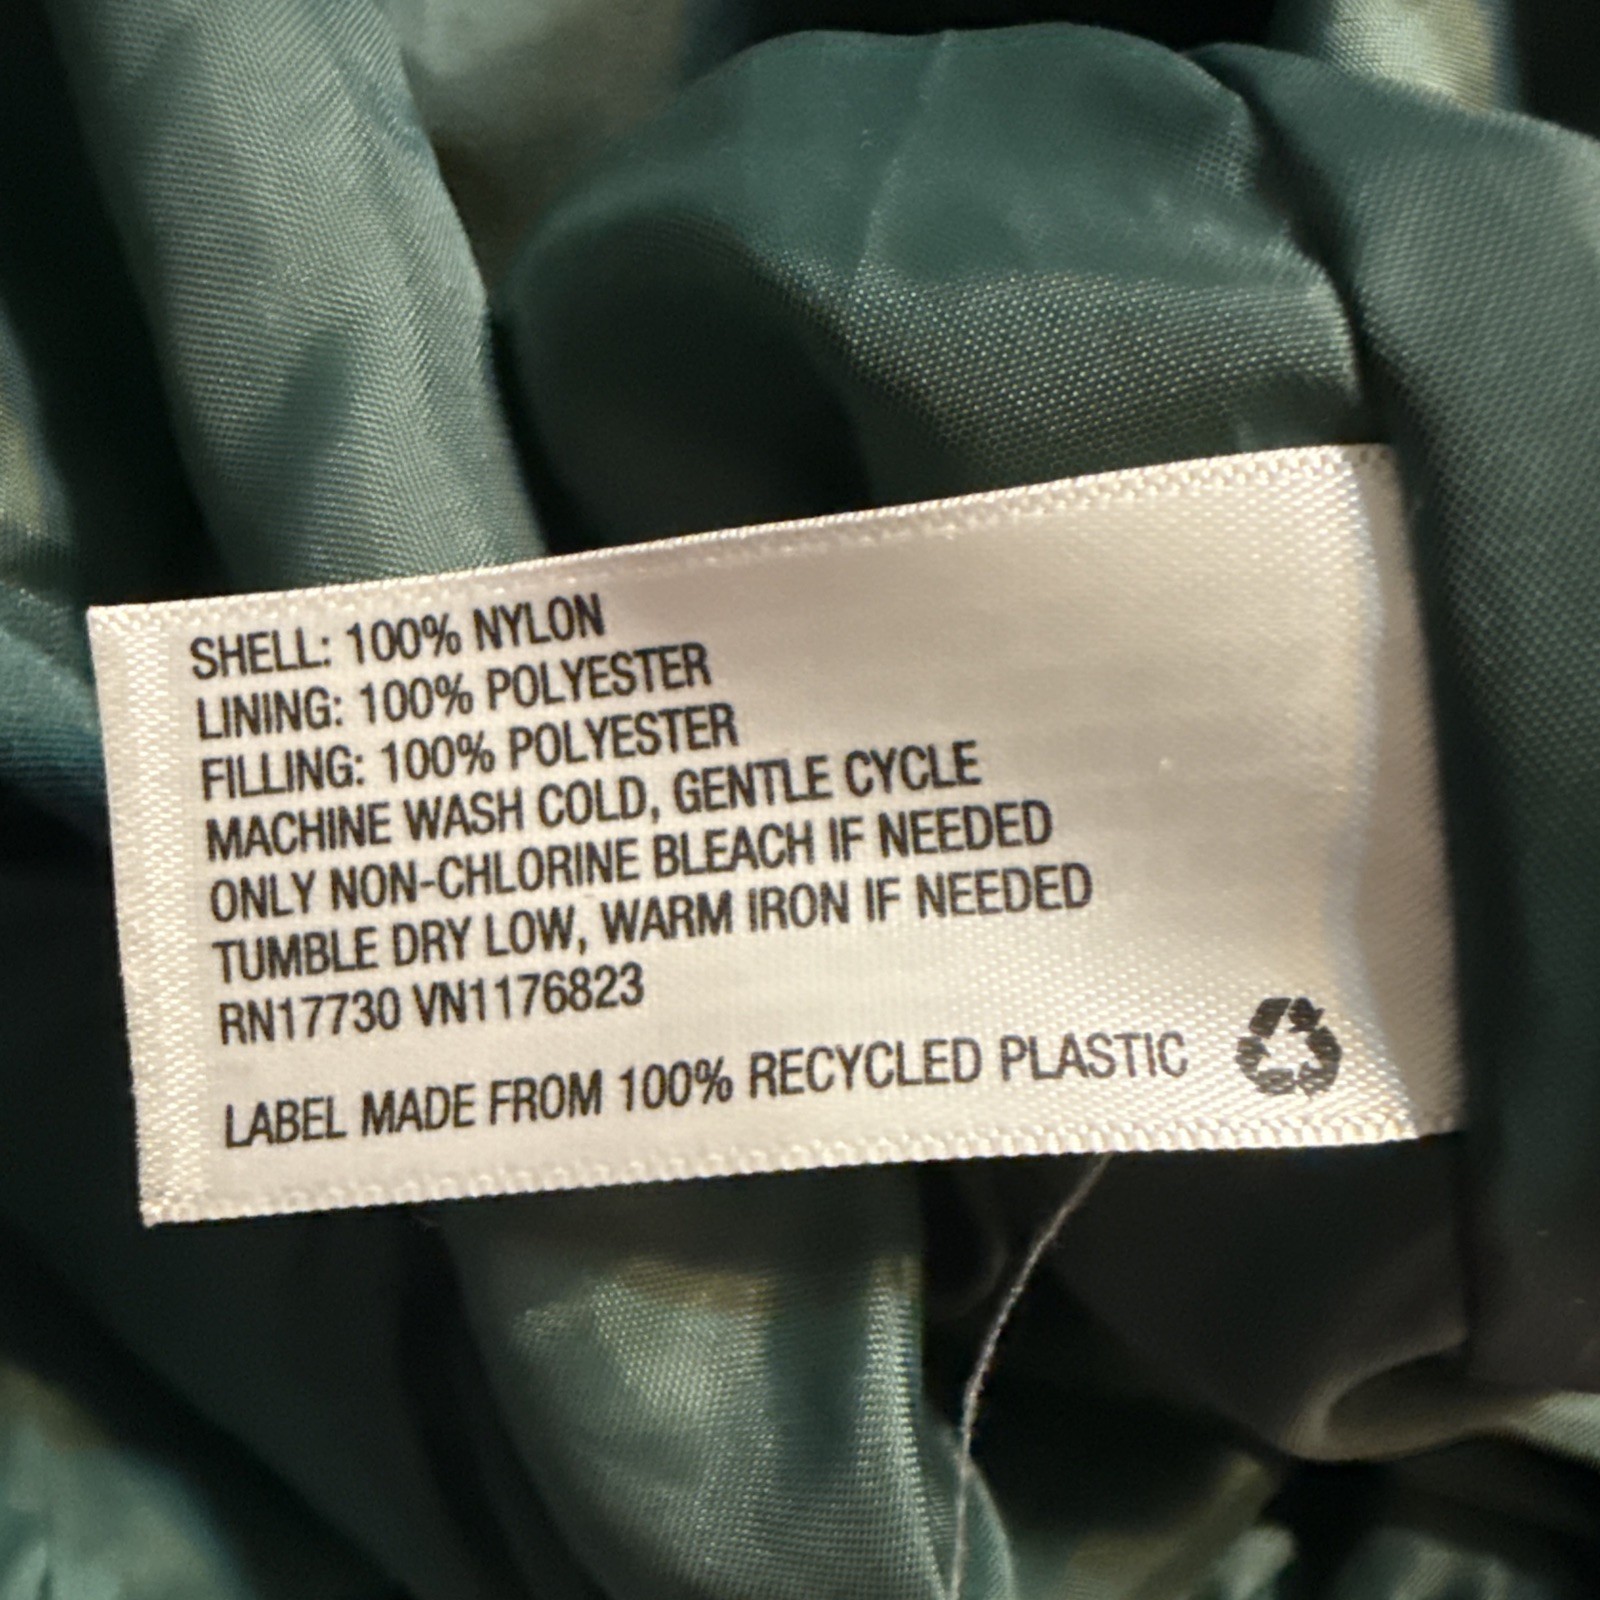 SHELL: 100% NYLON
LINING: 100% POLYESTER
FILLING: 100% POLYESTER
MACHINE WASH COLD, GENTLE CYCLE
ONLY NON-CHLORINE BLEACH IF NEEDED
TUMBLE DRY LOW, WARM IRON IF NEEDED
RN17730 VN1176823
LABEL MADE FROM 100% RECYCLED PLASTIC